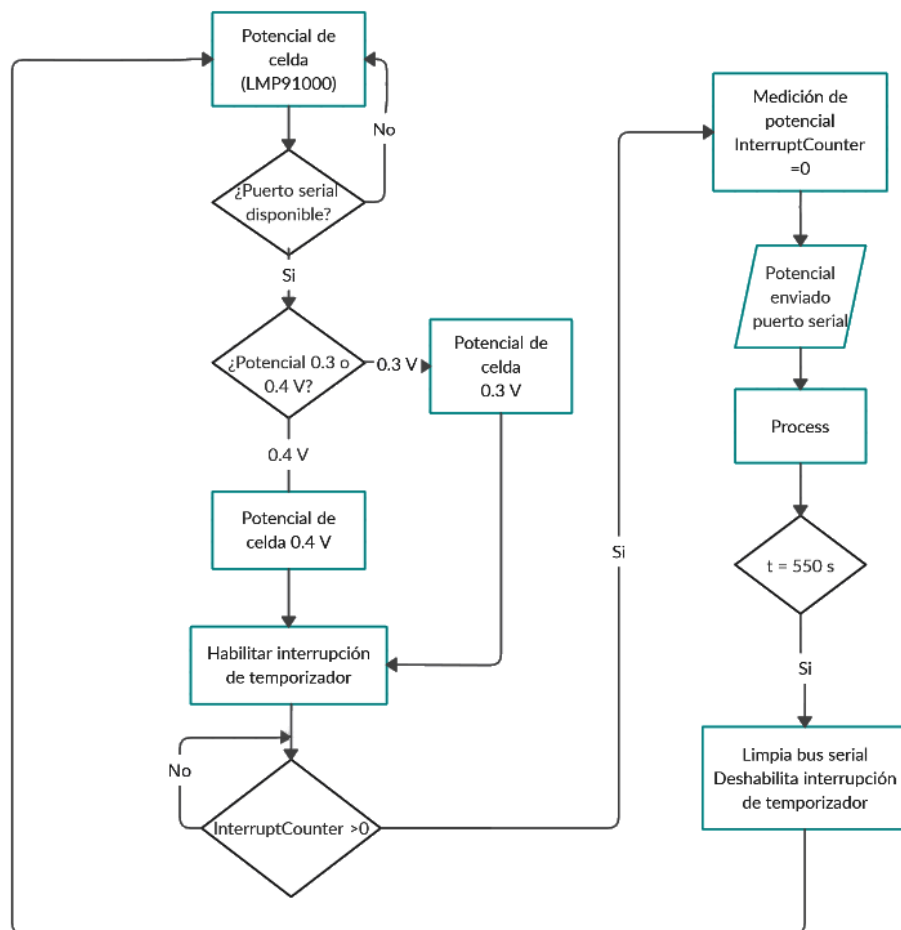 Potencial de
celda
(LMP91000)
No
¿Puerto serial
disponible?
Si
¿Potencial 0.3 o
0.4 V?
0.3 V
Potencial de
celda
0.3 V
0.4 V
Potencial de
celda 0.4 V
Habilitar interrupción
de temporizador
No
InterruptCounter >0
Si
Medición de
potencial
InterruptCounter
=0
Potencial
enviado
puerto serial
Process
t = 550 s
Si
Limpia bus serial
Deshabilita interrupción
de temporizador